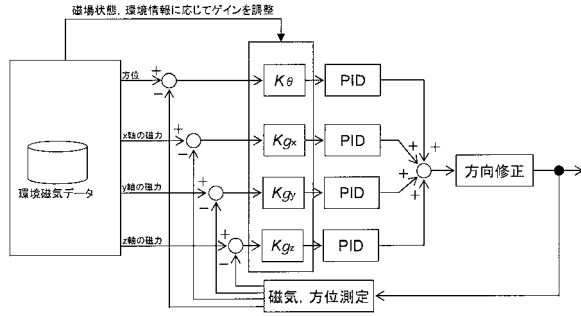 磁場状態，環境情報に応じてゲインを調整
方位
+
−
Kθ
PID
x軸の磁力
+
−
Kgx
PID
+
+
+
+
方向修正
環境磁気データ
y軸の磁力
+
−
Kgy
PID
z軸の磁力
+
−
Kgz
PID
磁気，方位測定